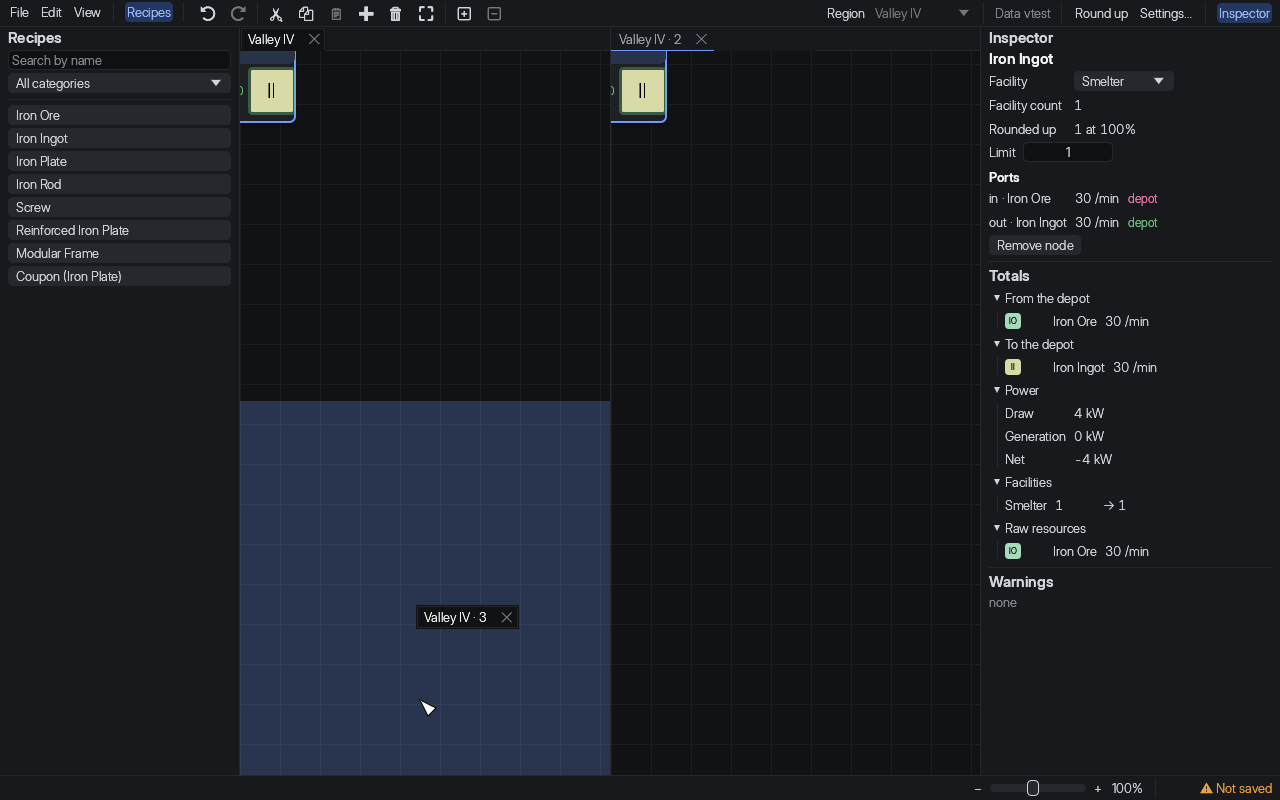 File Edit View Recipes Region Valley IV Data vtest Round up Settings... Inspector
Recipes
Search by name
All categories
Iron Ore
Iron Ingot
Iron Plate
Iron Rod
Screw
Reinforced Iron Plate
Modular Frame
Coupon (Iron Plate)
Valley IV
Valley IV · 2
II
II
Valley IV · 3
Inspector
Iron Ingot
Facility Smelter
Facility count 1
Rounded up 1 at 100%
Limit 1
Ports
in · Iron Ore 30 /min depot
out · Iron Ingot 30 /min depot
Remove node
Totals
From the depot
IO Iron Ore 30 /min
To the depot
II Iron Ingot 30 /min
Power
Draw 4 kW
Generation 0 kW
Net -4 kW
Facilities
Smelter 1 → 1
Raw resources
IO Iron Ore 30 /min
Warnings
none
− + 100% Not saved